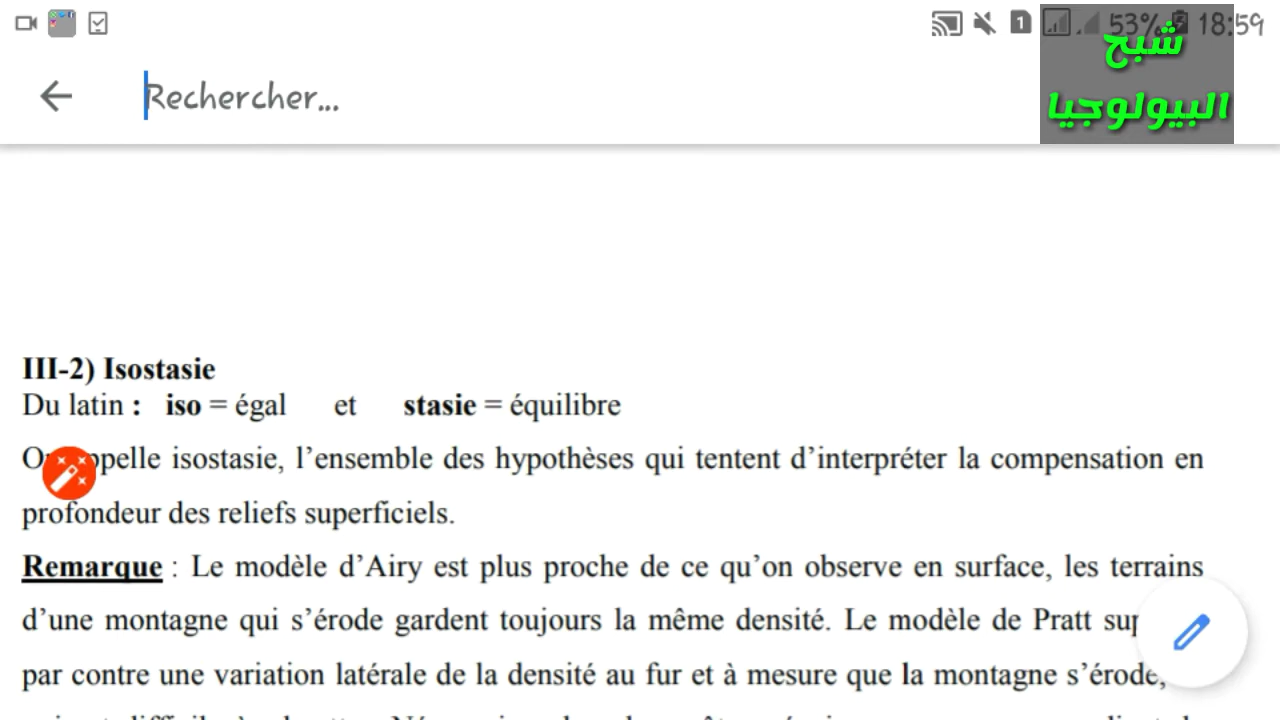 1 53% 18:59
شبح
البيولوجيا
Rechercher...
III-2) Isostasie
Du latin : iso = égal et stasie = équilibre
appelle isostasie, l’ensemble des hypothèses qui tentent d’interpréter la compensation en
profondeur des reliefs superficiels.
Remarque : Le modèle d’Airy est plus proche de ce qu’on observe en surface, les terrains
d’une montagne qui s’érode gardent toujours la même densité. Le modèle de Pratt
par contre une variation latérale de la densité au fur et à mesure que la montagne s’érode,